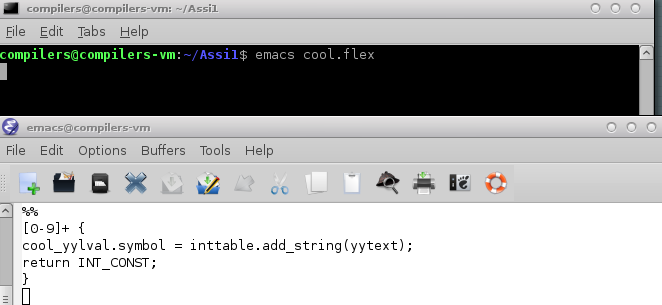 compilers@compilers-vm: ~/Assi1
File Edit Tabs Help
compilers@compilers-vm:~/Assi1$ emacs cool.flex
emacs@compilers-vm
File Edit Options Buffers Tools Help
%%
[0-9]+ {
cool_yylval.symbol = inttable.add_string(yytext);
return INT_CONST;
}